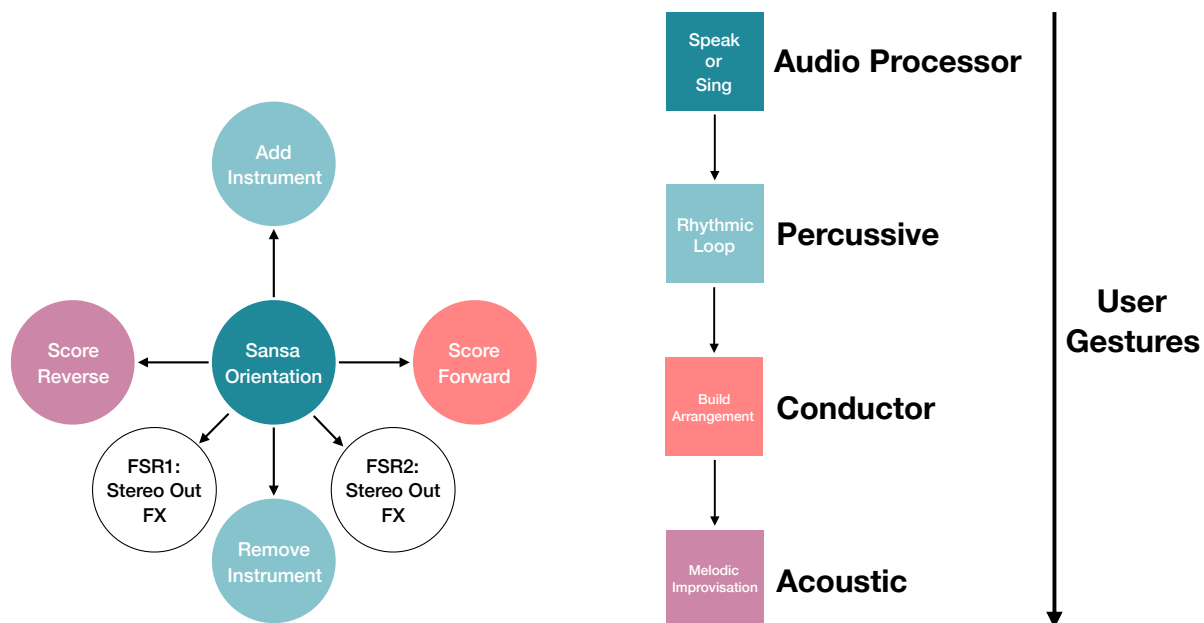 Add
Instrument
Score
Reverse
Sansa
Orientation
Score
Forward
FSR1:
Stereo Out
FX
FSR2:
Stereo Out
FX
Remove
Instrument
Speak
or
Sing
Audio Processor
Rhythmic
Loop
Percussive
Build
Arrangement
Conductor
Melodic
Improvisation
Acoustic
User
Gestures